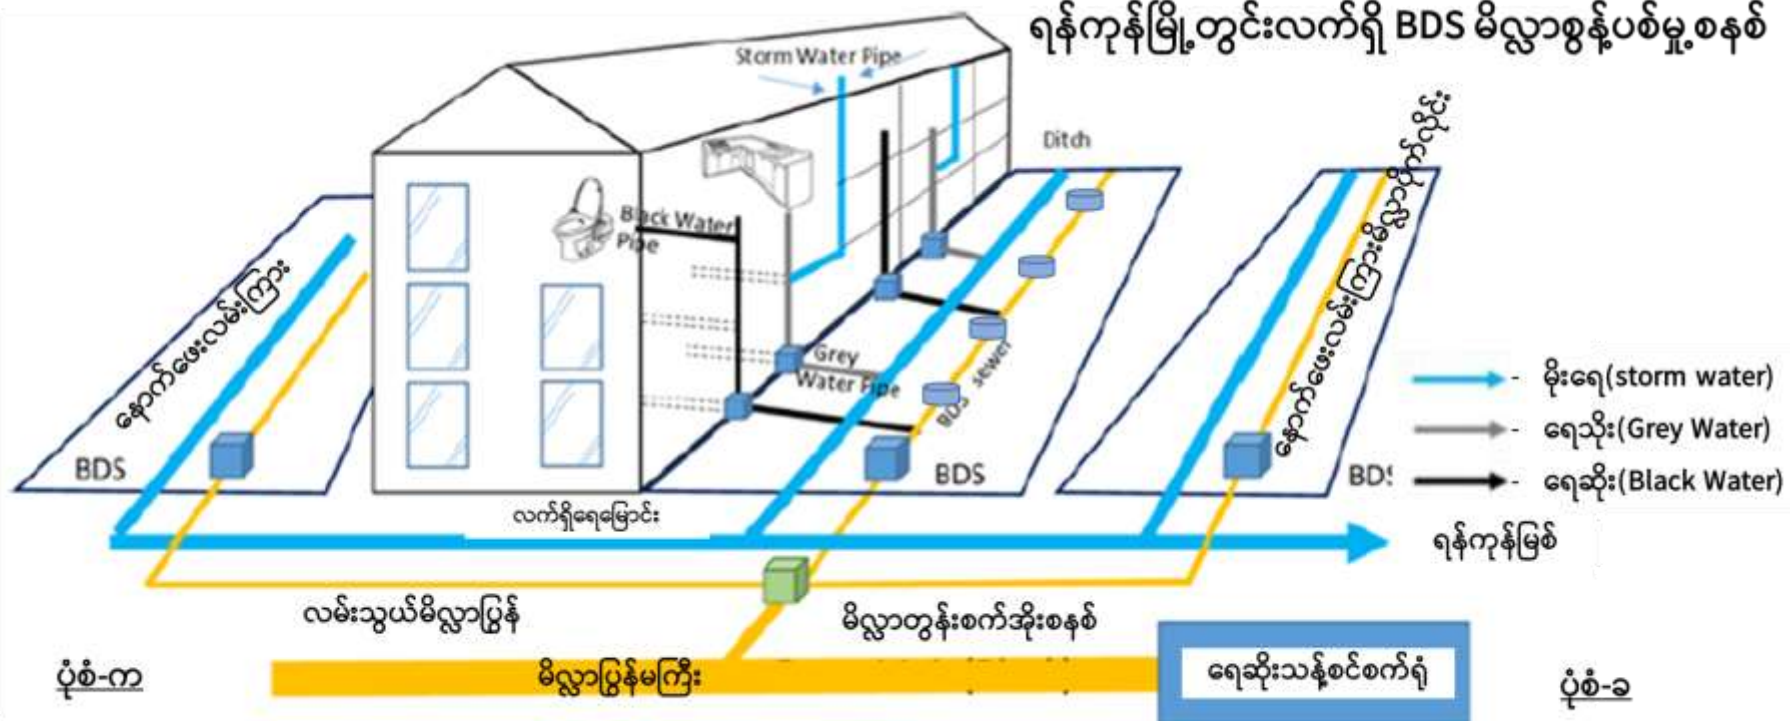 ရန်ကုန်မြို့တွင်းလက်ရှိ BDS မိလ္လာစွန့်ပစ်မှု့စနစ်
Storm Water Pipe
Ditch
Black Water
Pipe
Grey
Water Pipe
BDS sewer
နောက်ဖေးလမ်းကြား
နောက်ဖေးလမ်းကြားမိလ္လာပိုက်လိုင်း
မိုးရေ(storm water)
ရေသိုး(Grey Water)
ရေဆိုး(Black Water)
BDS
BDS
BDS
လက်ရှိရေမြောင်း
ရန်ကုန်မြစ်
လမ်းသွယ်မိလ္လာပြွန်
မိလ္လာတွန်းစက်အိုးစနစ်
ပုံစံ-က
မိလ္လာပြွန်မကြီး
ရေဆိုးသန့်စင်စက်ရုံ
ပုံစံ-ခ